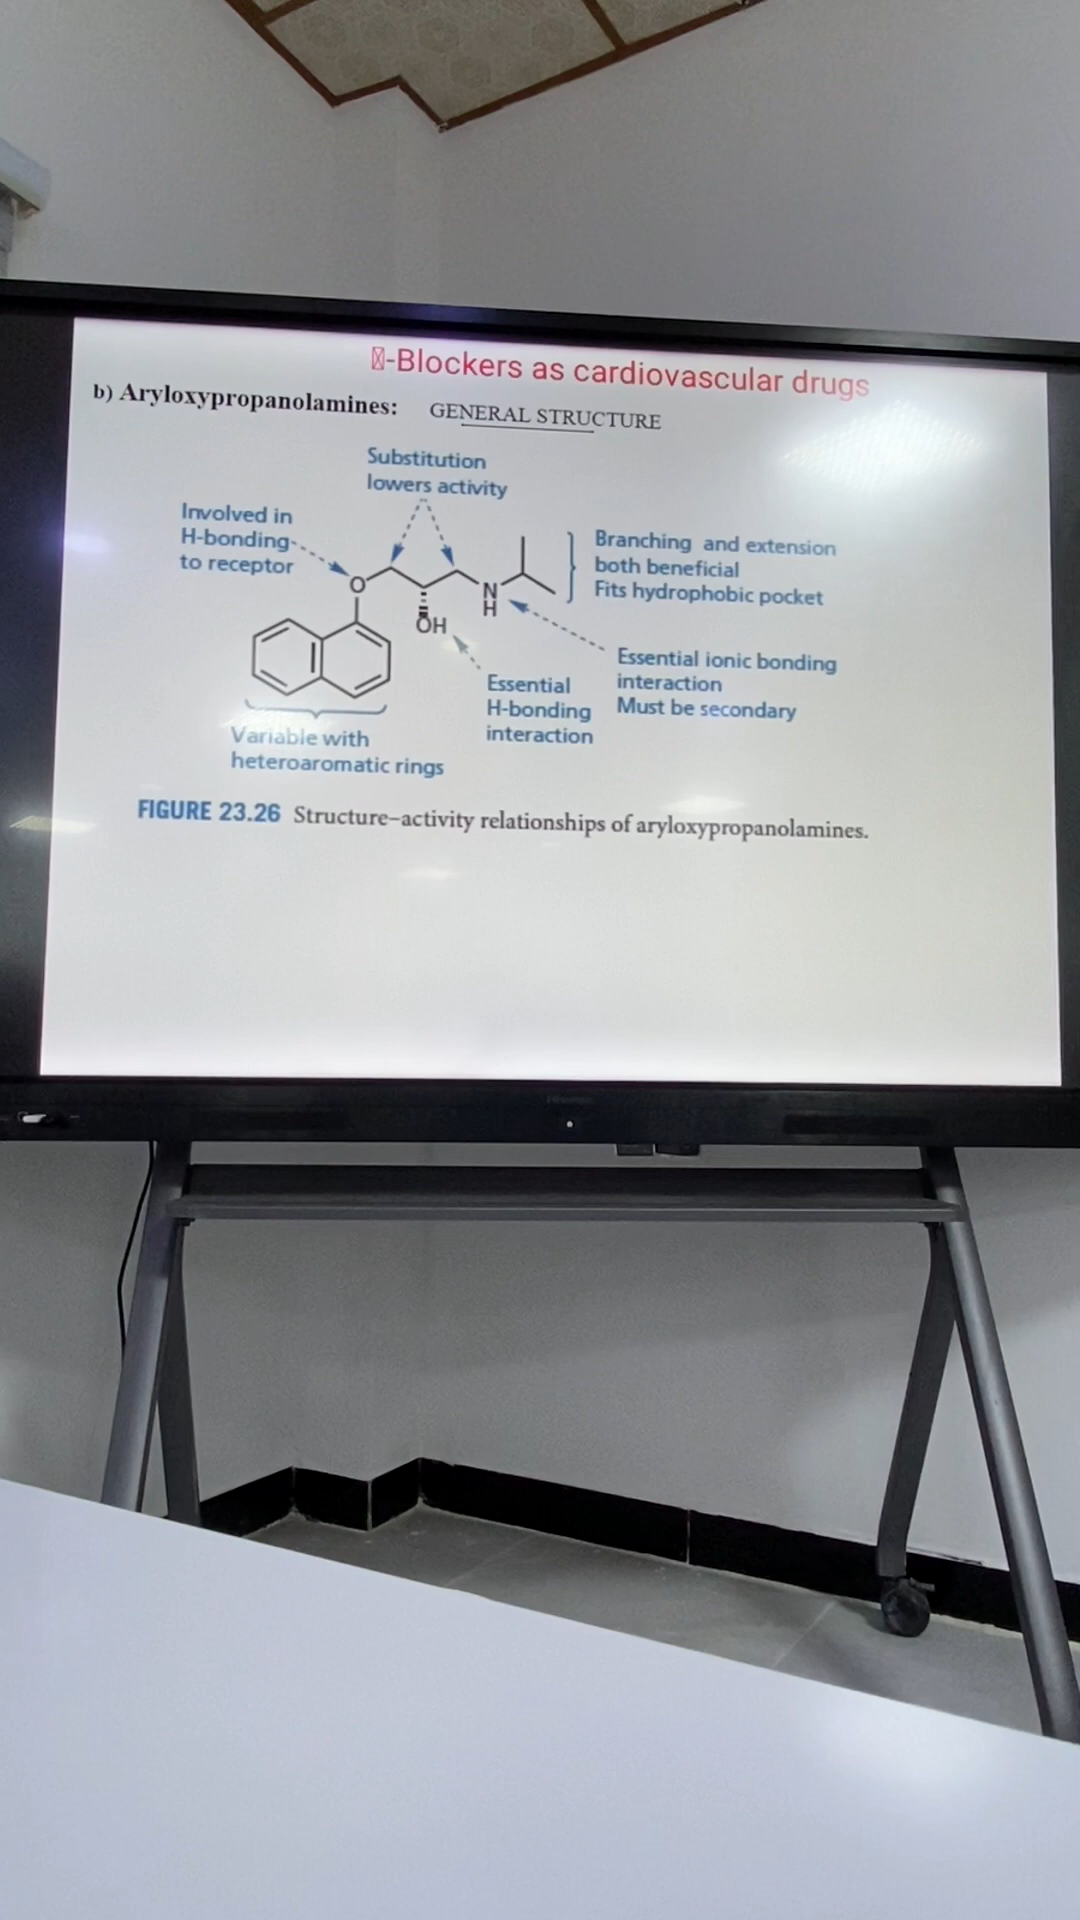 ☒-Blockers as cardiovascular drugs
b) Aryloxypropanolamines: GENERAL STRUCTURE
Substitution
lowers activity
Involved in
H-bonding
to receptor
Branching and extension
both beneficial
Fits hydrophobic pocket
O
N
H
OH
Essential ionic bonding
interaction
Must be secondary
Essential
H-bonding
interaction
Variable with
heteroaromatic rings
FIGURE 23.26 Structure–activity relationships of aryloxypropanolamines.